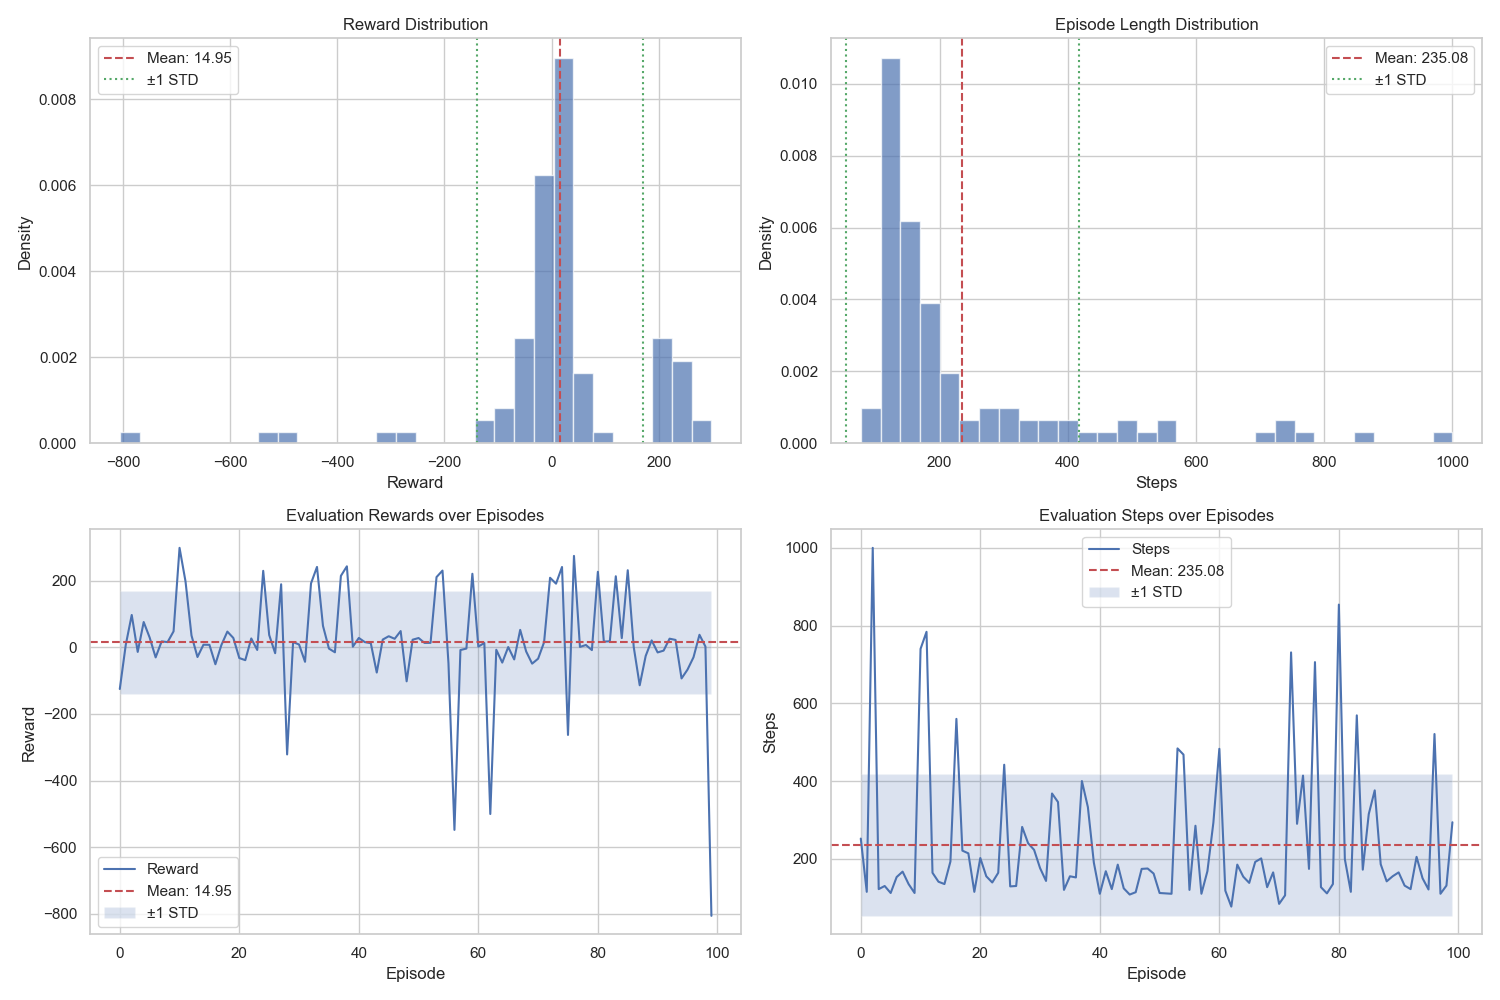 Reward Distribution
Mean: 14.95
±1 STD
0.008
0.006
0.004
0.002
0.000
Density
−800
−600
−400
−200
0
200
Reward
Episode Length Distribution
Mean: 235.08
±1 STD
0.010
0.008
0.006
0.004
0.002
0.000
Density
200
400
600
800
1000
Steps
Evaluation Rewards over Episodes
200
0
−200
−400
−600
−800
Reward
Reward
Mean: 14.95
±1 STD
0
20
40
60
80
100
Episode
Evaluation Steps over Episodes
Steps
Mean: 235.08
±1 STD
1000
800
600
400
200
Steps
0
20
40
60
80
100
Episode